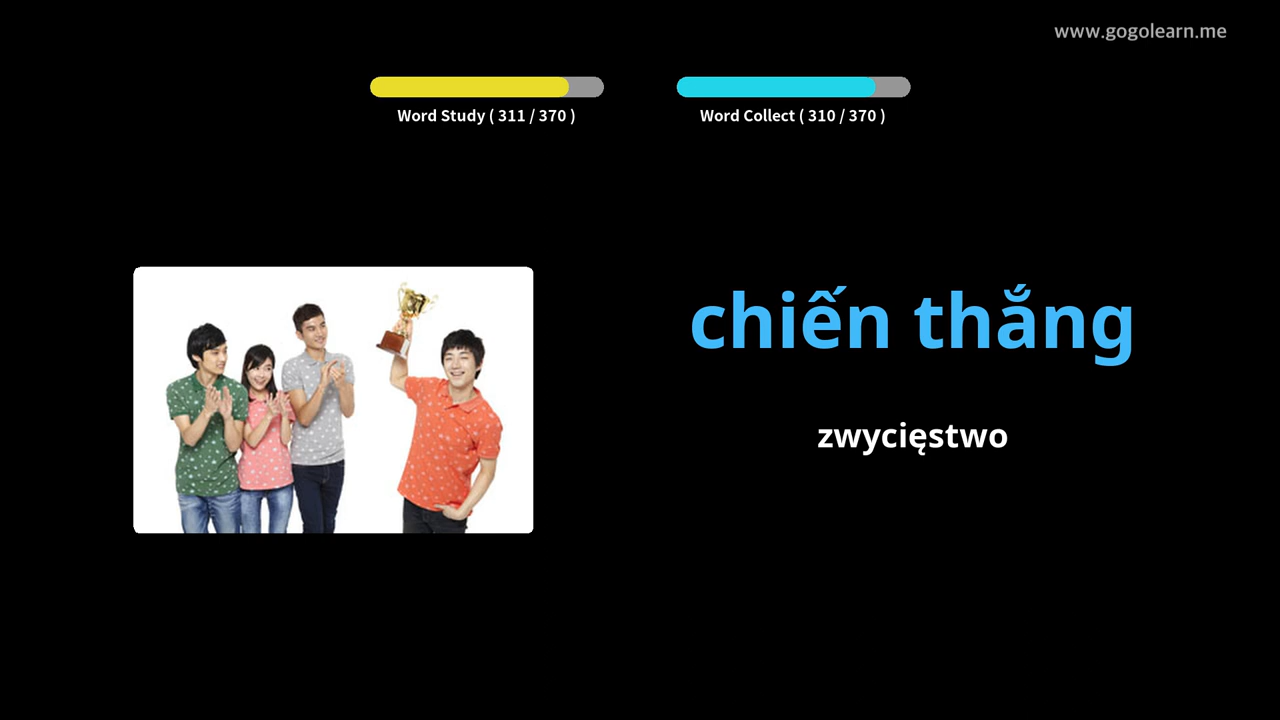 www.gogolearn.me
Word Study ( 311 / 370 )
Word Collect ( 310 / 370 )
chiến thắng
zwycięstwo